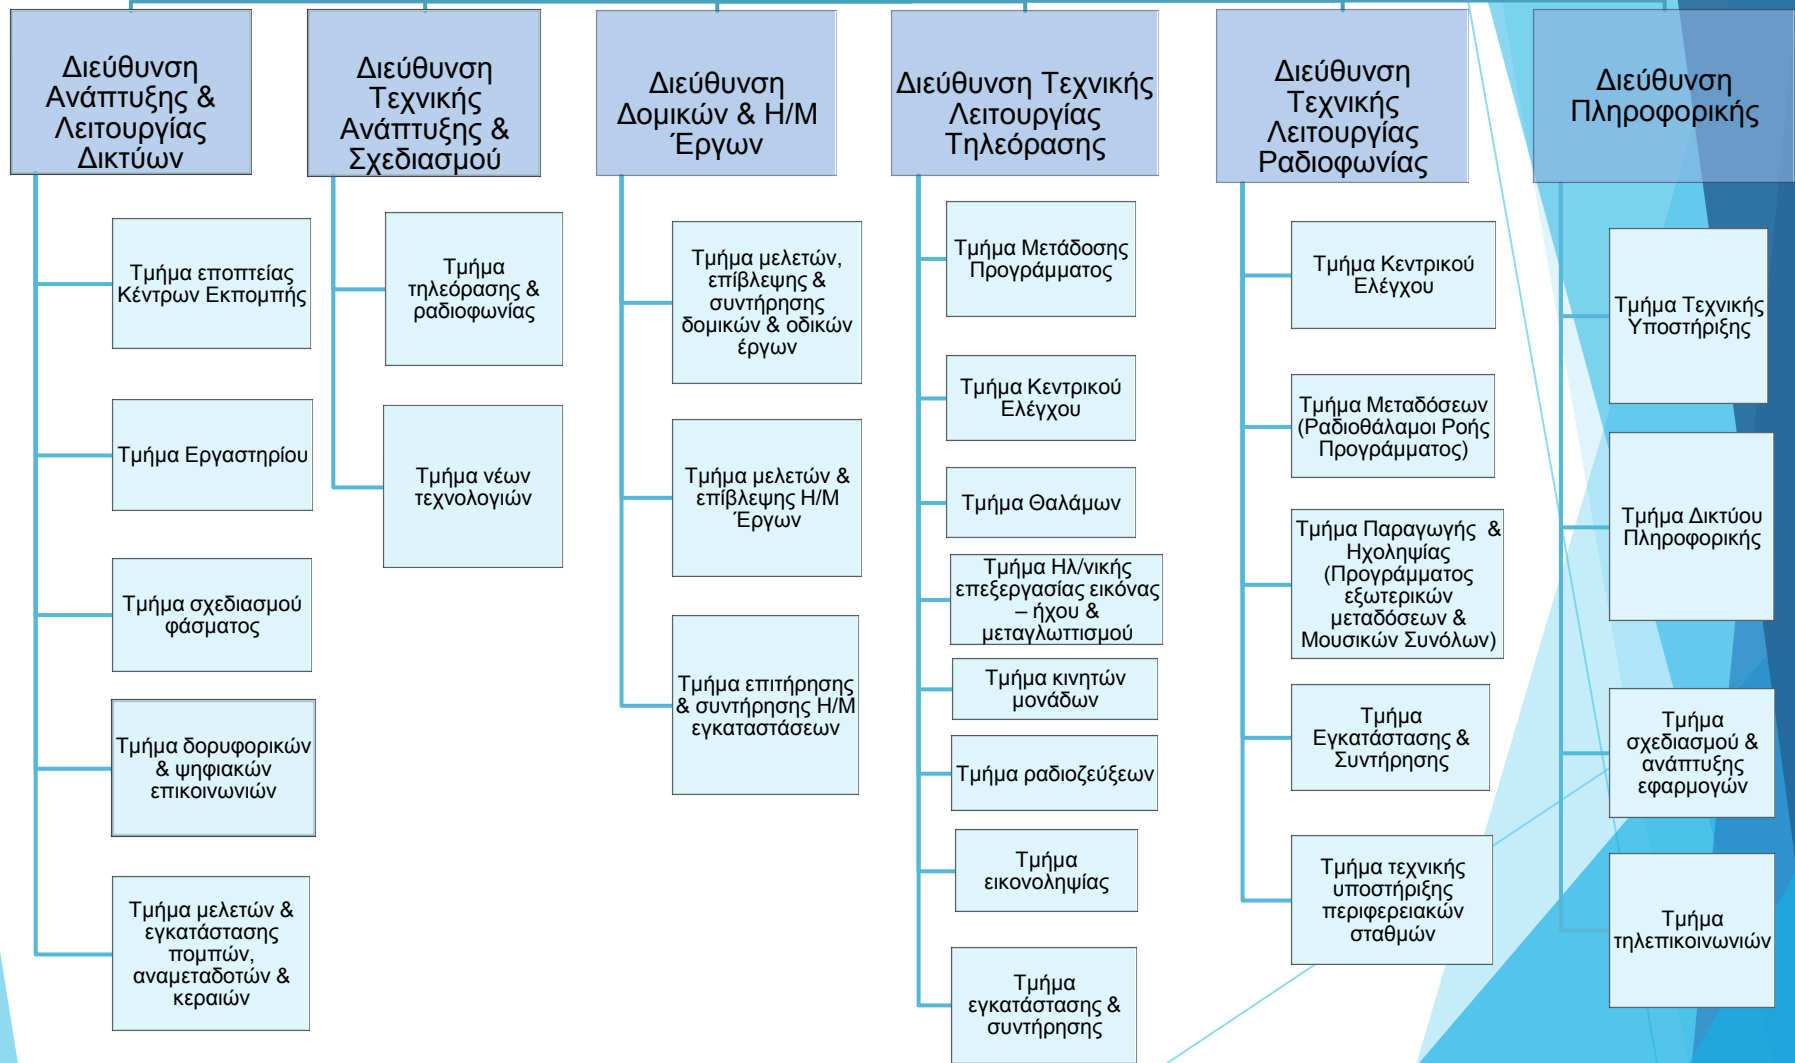 Διεύθυνση
Ανάπτυξης &
Λειτουργίας
Δικτύων
Τμήμα εποπτείας
Κέντρων Εκπομπής
Τμήμα Εργαστηρίου
Τμήμα σχεδιασμού
φάσματος
Τμήμα δορυφορικών
& ψηφιακών
επικοινωνιών
Τμήμα μελετών &
εγκατάστασης
πομπών,
αναμεταδοτών &
κεραιών
Διεύθυνση
Τεχνικής
Ανάπτυξης &
Σχεδιασμού
Τμήμα
τηλεόρασης &
ραδιοφωνίας
Τμήμα νέων
τεχνολογιών
Διεύθυνση
Δομικών & Η/Μ
Έργων
Τμήμα μελετών,
επίβλεψης &
συντήρησης
δομικών & οδικών
έργων
Τμήμα μελετών &
επίβλεψης Η/Μ
Έργων
Τμήμα επιτήρησης
& συντήρησης Η/Μ
εγκαταστάσεων
Διεύθυνση Τεχνικής
Λειτουργίας
Τηλεόρασης
Τμήμα Μετάδοσης
Προγράμματος
Τμήμα Κεντρικού
Ελέγχου
Τμήμα Θαλάμων
Τμήμα Ηλ/νικής
επεξεργασίας εικόνας
– ήχου &
μεταγλωττισμού
Τμήμα κινητών
μονάδων
Τμήμα ραδιοζεύξεων
Τμήμα
εικονοληψίας
Τμήμα
εγκατάστασης &
συντήρησης
Διεύθυνση
Τεχνικής
Λειτουργίας
Ραδιοφωνίας
Τμήμα Κεντρικού
Ελέγχου
Τμήμα Μεταδόσεων
(Ραδιοθάλαμοι Ροής
Προγράμματος)
Τμήμα Παραγωγής &
Ηχοληψίας
(Προγράμματος
εξωτερικών
μεταδόσεων &
Μουσικών Συνόλων)
Τμήμα
Εγκατάστασης &
Συντήρησης
Τμήμα τεχνικής
υποστήριξης
περιφερειακών
σταθμών
Διεύθυνση
Πληροφορικής
Τμήμα Τεχνικής
Υποστήριξης
Τμήμα Δικτύου
Πληροφορικής
Τμήμα
σχεδιασμού &
ανάπτυξης
εφαρμογών
Τμήμα
τηλεπικοινωνιών